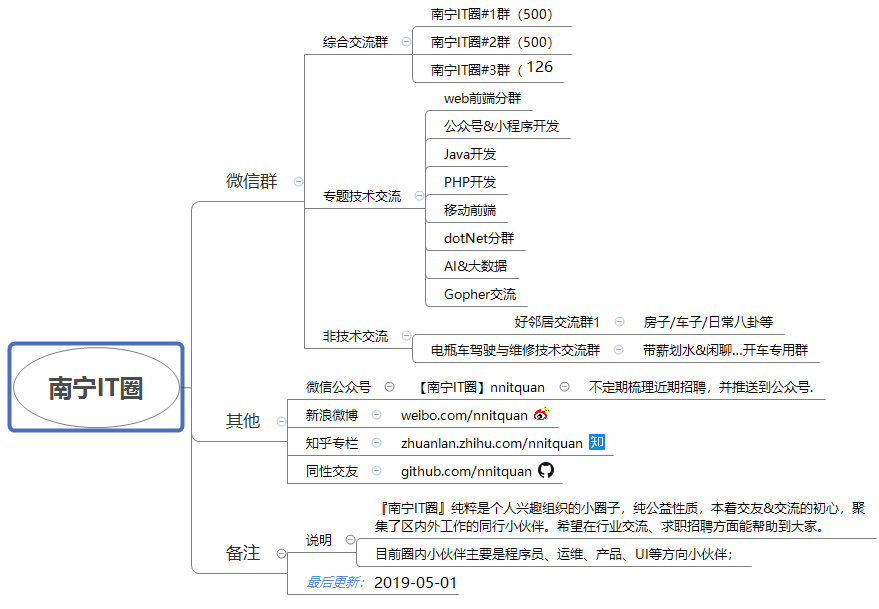 南宁IT圈
微信群
综合交流群
南宁IT圈#1群（500）
南宁IT圈#2群（500）
南宁IT圈#3群（126
专题技术交流
web前端分群
公众号&小程序开发
Java开发
PHP开发
移动前端
dotNet分群
AI&大数据
Gopher交流
非技术交流
好邻居交流群1
房子/车子/日常八卦等
电瓶车驾驶与维修技术交流群
带薪划水&闲聊...开车专用群
其他
微信公众号
【南宁IT圈】nnitquan
不定期梳理近期招聘，并推送到公众号.
新浪微博
weibo.com/nnitquan
知乎专栏
zhuanlan.zhihu.com/nnitquan
知
同性交友
github.com/nnitquan
备注
说明
『南宁IT圈』纯粹是个人兴趣组织的小圈子，纯公益性质，本着交友&交流的初心，聚
集了区内外工作的同行小伙伴。希望在行业交流、求职招聘方面能帮助到大家。
目前圈内小伙伴主要是程序员、运维、产品、UI等方向小伙伴；
最后更新：
2019-05-01